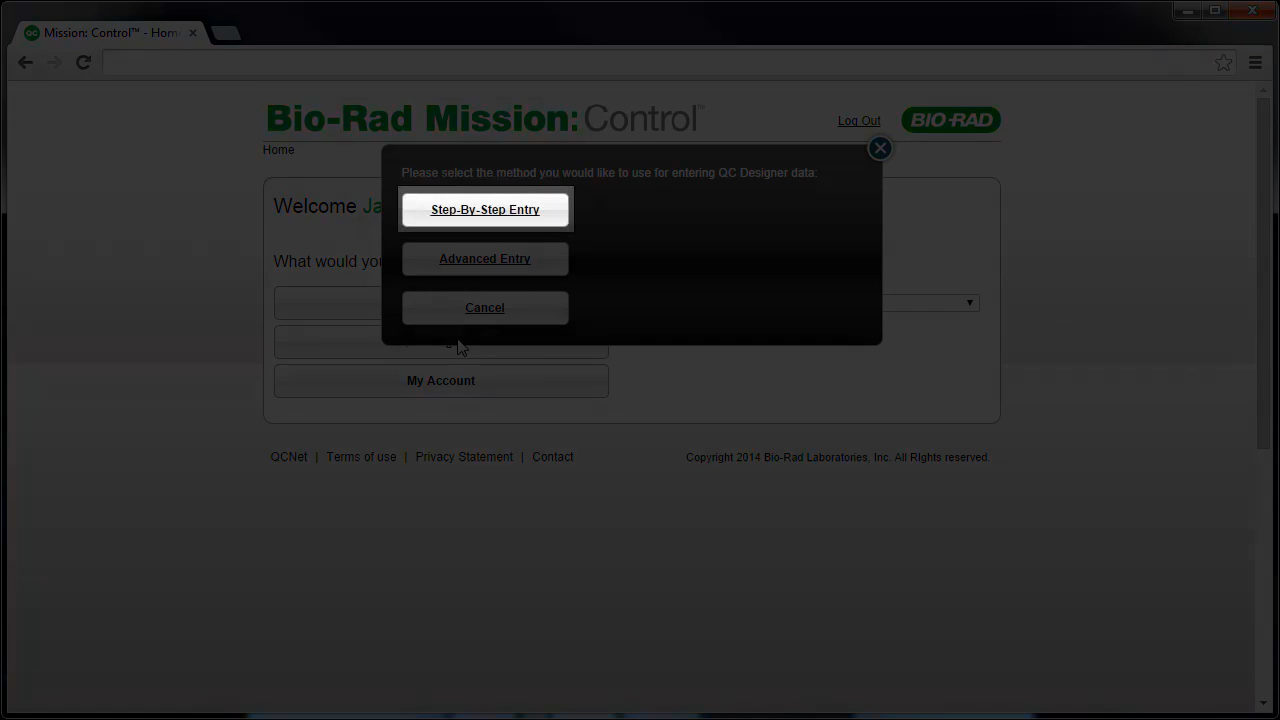 QC Mission: Control™ - Hom
Bio-Rad Mission:Control™
Log Out
BIO-RAD
Home
Please select the method you would like to use for entering QC Designer data:
Welcome Ja
Step-By-Step Entry
What would you
Advanced Entry
Cancel
My Account
QCNet | Terms of use | Privacy Statement | Contact
Copyright 2014 Bio-Rad Laboratories, Inc. All Rights reserved.